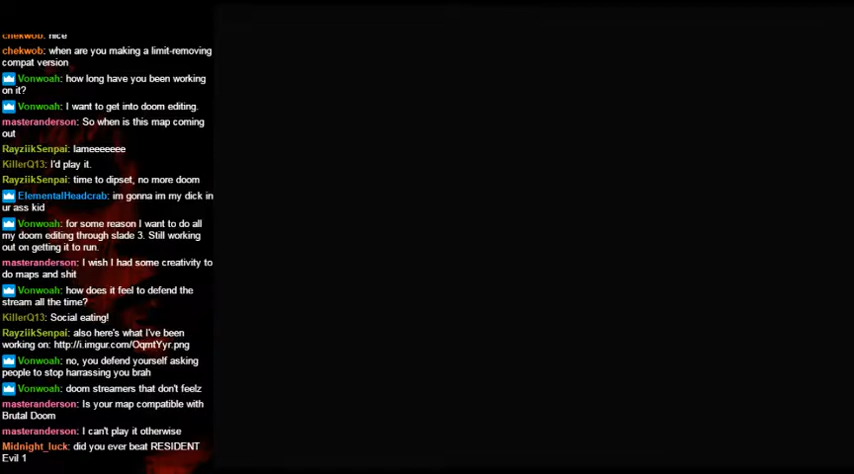 chekwob: nice
chekwob: when are you making a limit-removing
compat version
Vonwoah: how long have you been working
on it?
Vonwoah: I want to get into doom editing.
masteranderson: So when is this map coming
out
RayziikSenpai: lameeeeeee
KillerQ13: I'd play it.
RayziikSenpai: time to dipset, no more doom
ElementalHeadcrab: im gonna im my dick in
ur ass kid
Vonwoah: for some reason I want to do all
my doom editing through slade 3. Still working
out on getting it to run.
masteranderson: I wish I had some creativity to
do maps and shit
Vonwoah: how does it feel to defend the
stream all the time?
KillerQ13: Social eating!
RayziikSenpai: also here's what I've been
working on: http://i.imgur.com/OqmtYyr.png
Vonwoah: no, you defend yourself asking
people to stop harrassing you brah
Vonwoah: doom streamers that don't feelz
masteranderson: Is your map compatible with
Brutal Doom
masteranderson: I can't play it otherwise
Midnight_luck: did you ever beat RESIDENT
Evil 1